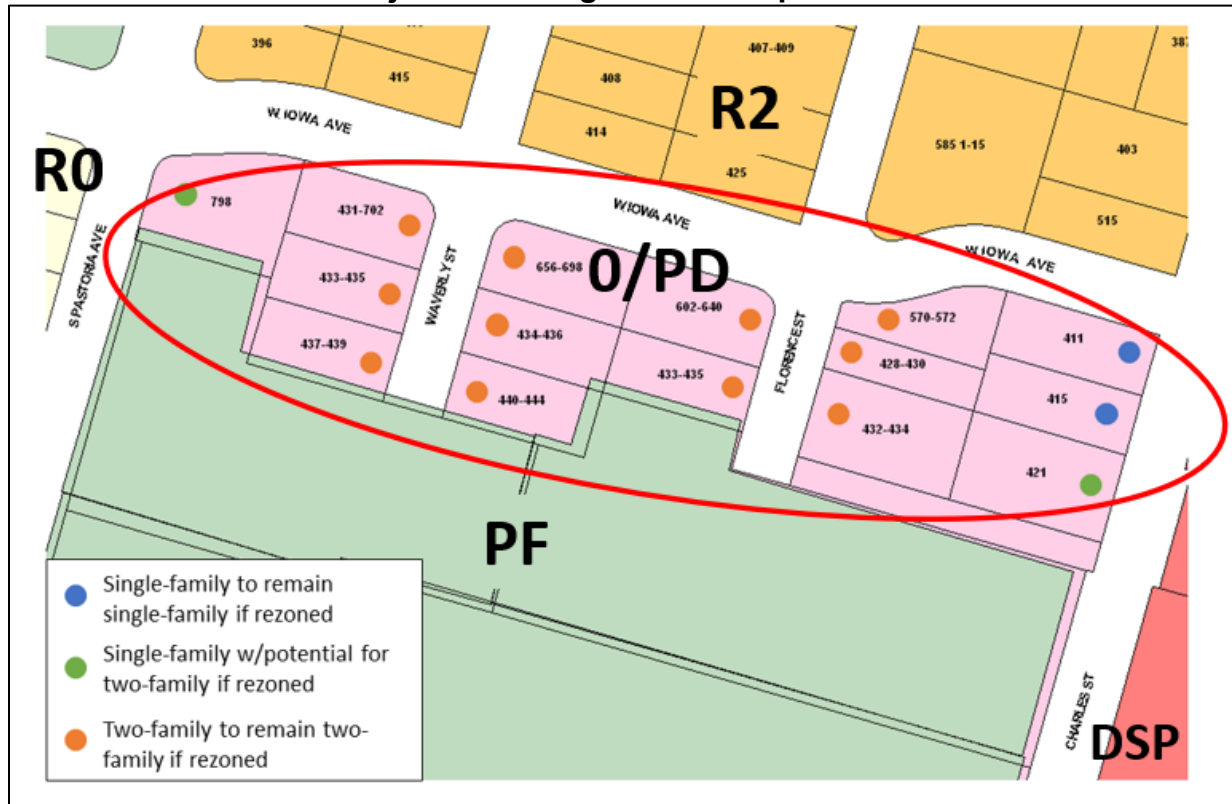 396
415
407-409
408
414
425
R2
585 1-15
403
515
W. IOWA AVE
R0
S PASTORIA AVE
798
431-702
433-435
437-439
WAVERLY ST
W IOWA AVE
0/PD
656-698
434-436
440-444
602-640
433-435
FLORENCE ST
W. IOWA AVE
570-572
428-430
432-434
411
415
421
PF
CHARLES ST
DSP
Single-family to remain
single-family if rezoned
Single-family w/potential for
two-family if rezoned
Two-family to remain two-
family if rezoned